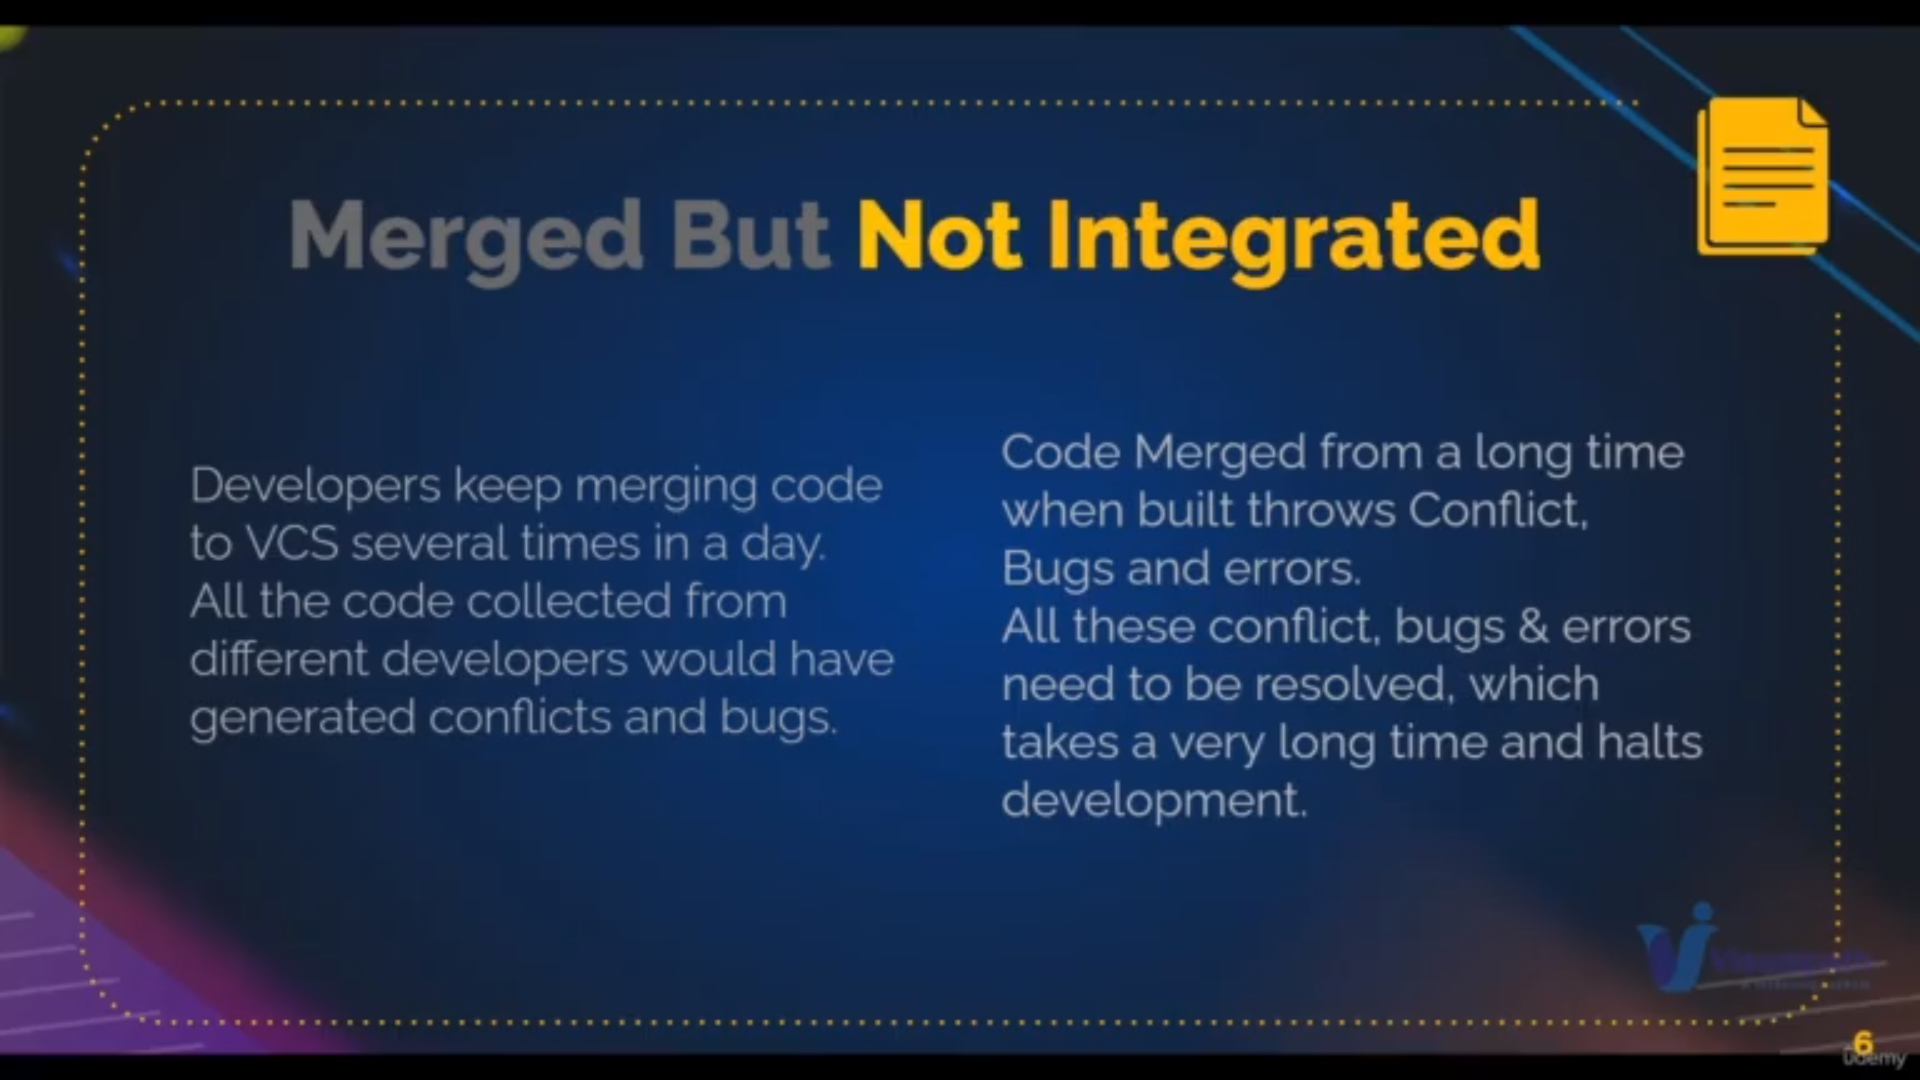 Merged But Not Integrated
Developers keep merging code
to VCS several times in a day.
All the code collected from
different developers would have
generated conflicts and bugs.
Code Merged from a long time
when built throws Conflict,
Bugs and errors.
All these conflict, bugs & errors
need to be resolved, which
takes a very long time and halts
development.
6
ûdemy